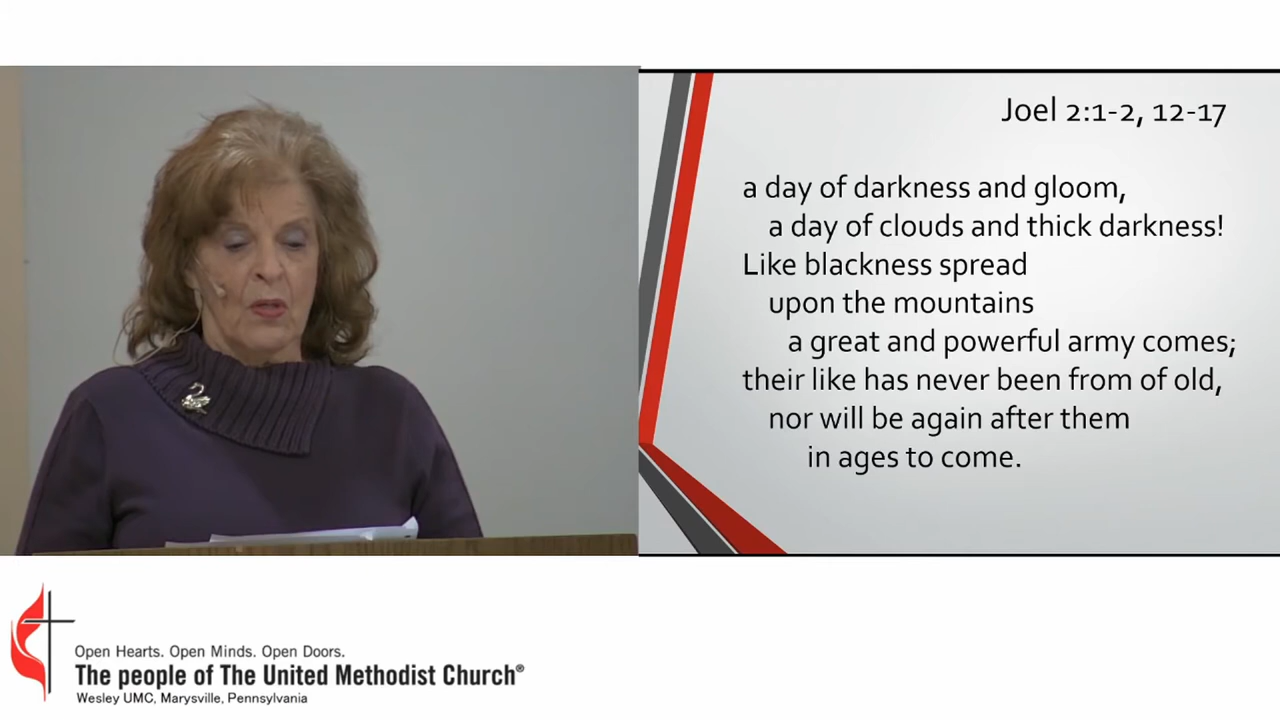 Joel 2:1-2, 12-17
a day of darkness and gloom,
a day of clouds and thick darkness!
Like blackness spread
upon the mountains
a great and powerful army comes;
their like has never been from of old,
nor will be again after them
in ages to come.
Open Hearts. Open Minds. Open Doors.
The people of The United Methodist Church®
Wesley UMC, Marysville, Pennsylvania